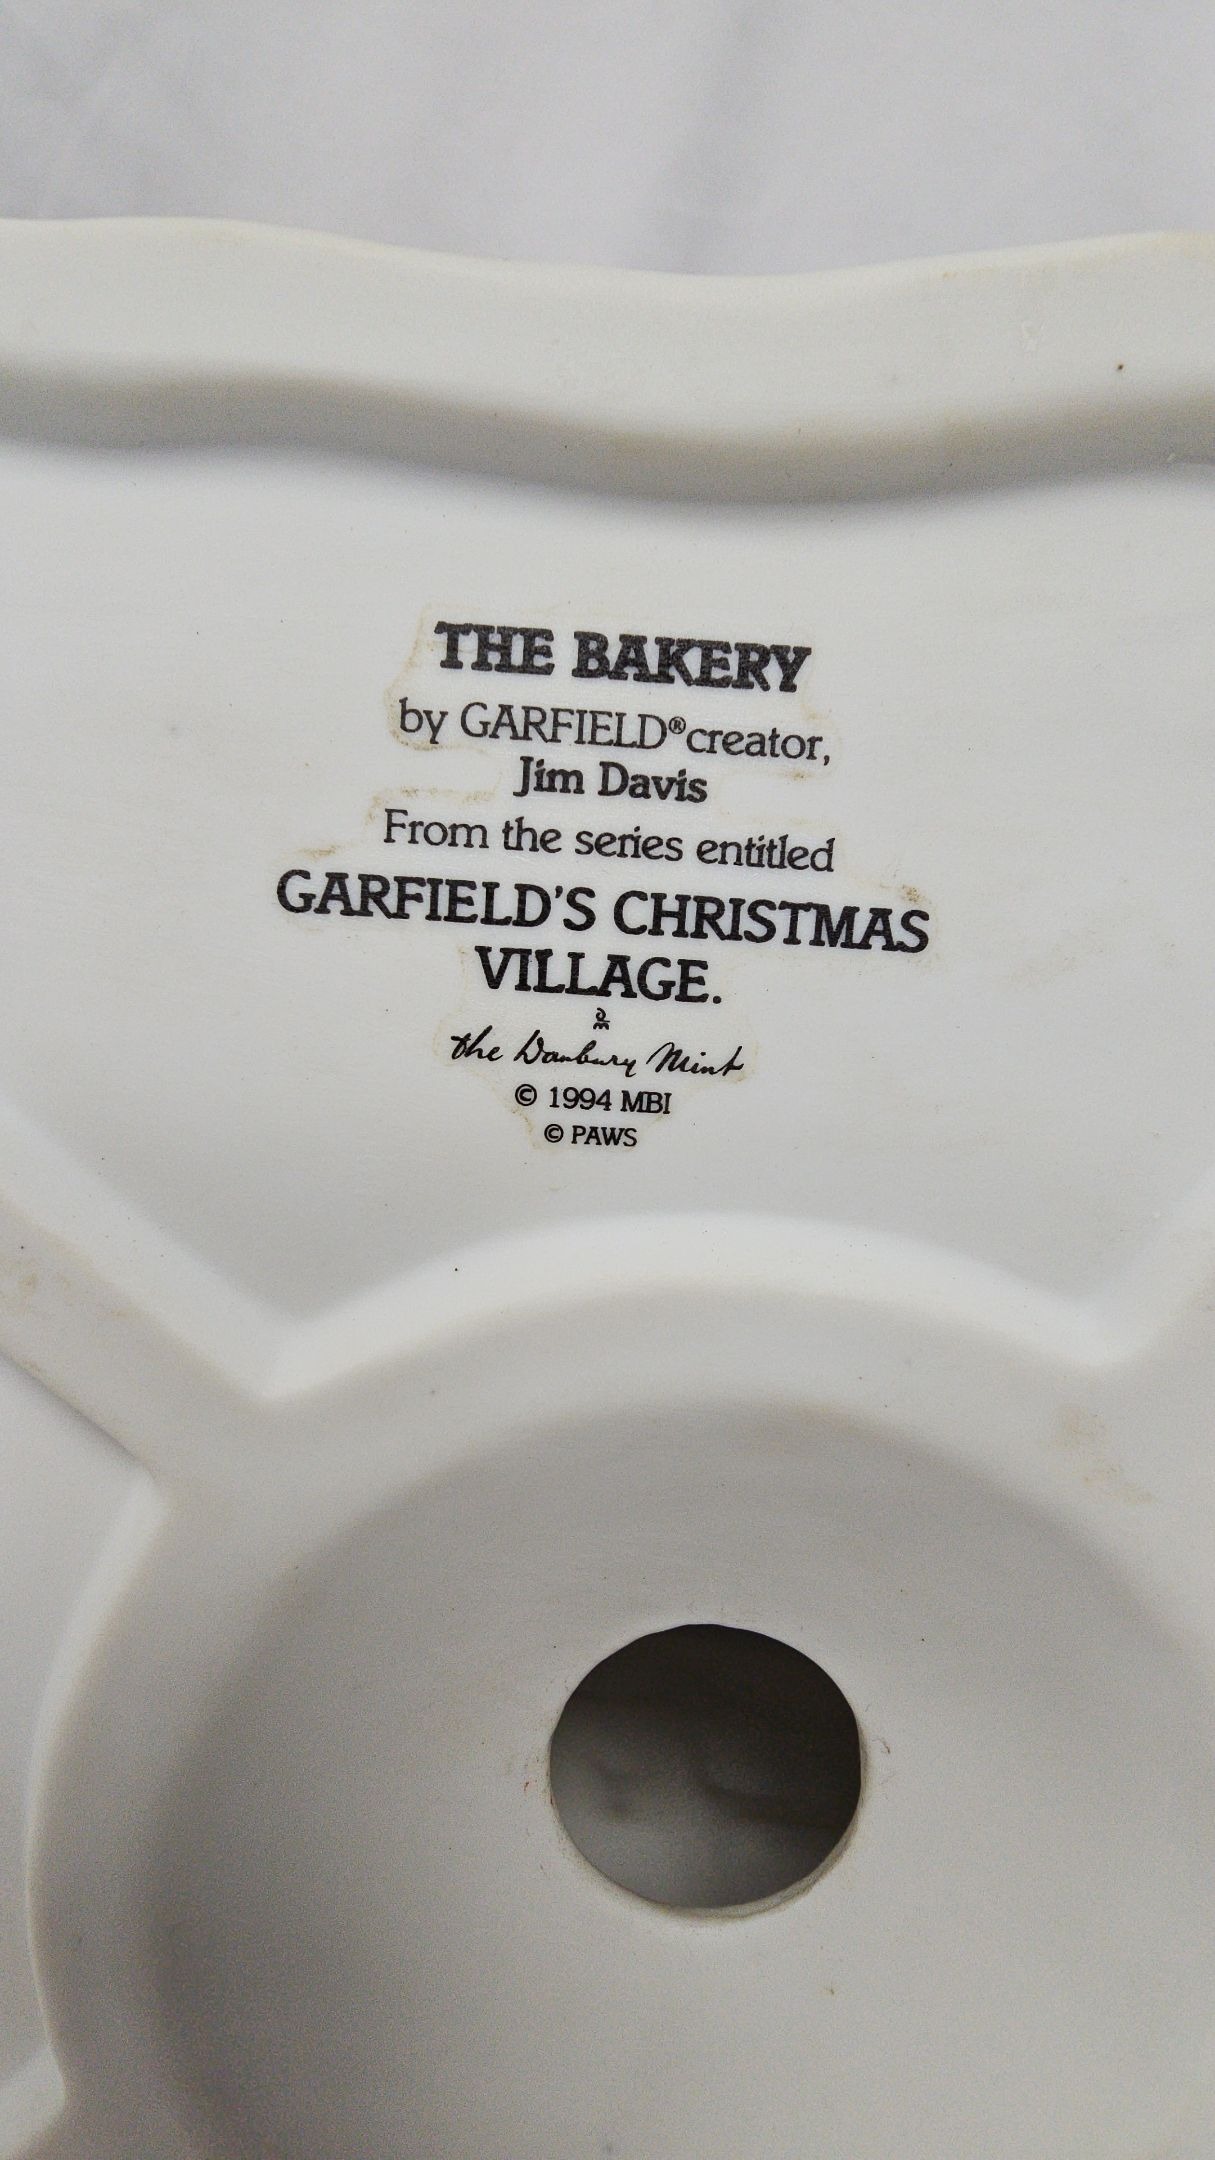 THE BAKERY
by GARFIELD® creator,
Jim Davis
From the series entitled
GARFIELD'S CHRISTMAS
VILLAGE.
the Danbury Mint
© 1994 MBI
© PAWS